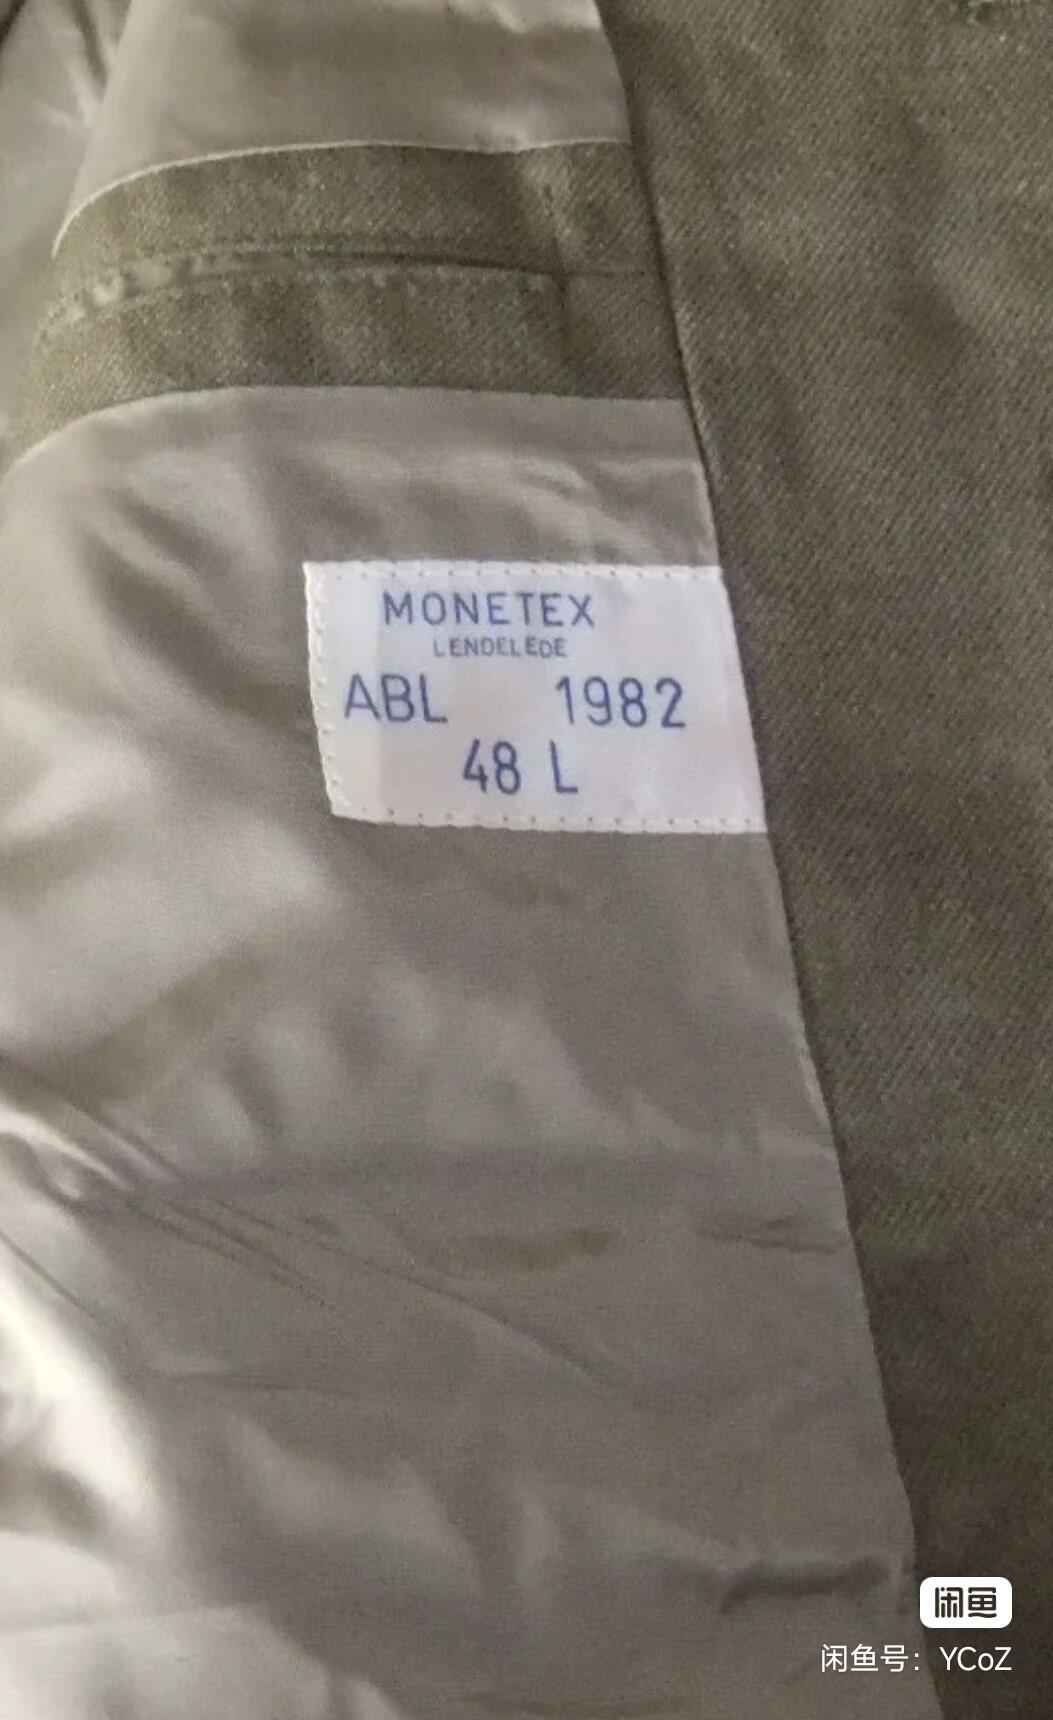 MONETEX
LENDELEDE
ABL 1982
48 L
闲鱼
闲鱼号：YCoZ